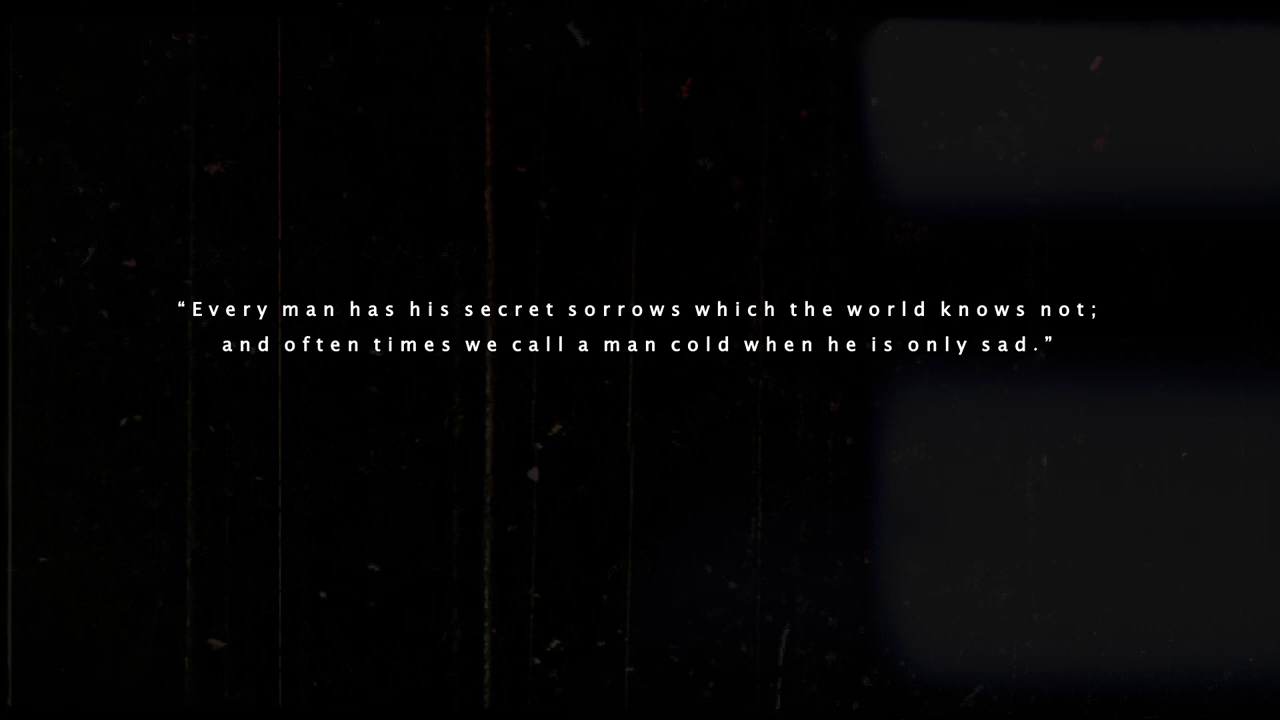 “Every man has his secret sorrows which the world knows not;
and often times we call a man cold when he is only sad.”